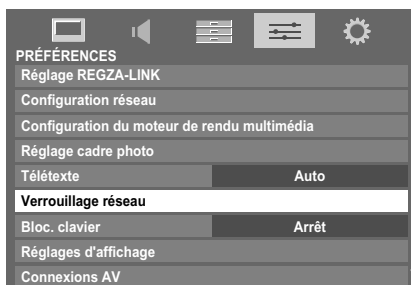 PRÉFÉRENCES
Réglage REGZA-LINK
Configuration réseau
Configuration du moteur de rendu multimédia
Réglage cadre photo
Télétexte Auto
Verrouillage réseau
Bloc. clavier Arrêt
Réglages d'affichage
Connexions AV